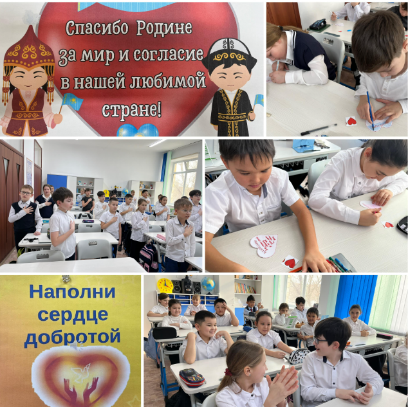 Спасибо Родине
за мир и согласие
в нашей любимой
стране!
Наполни
сердце
добротой